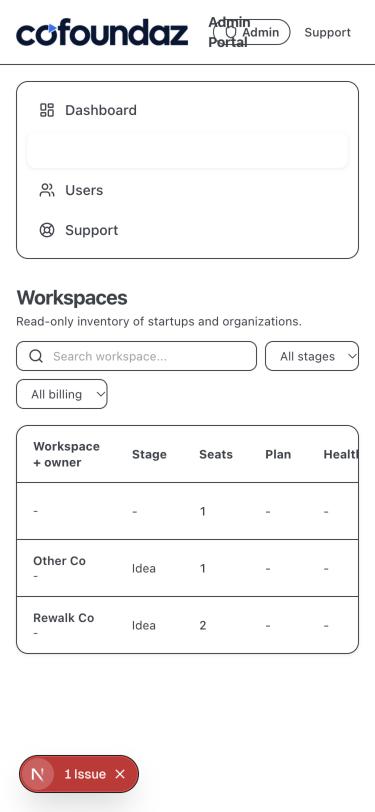 cofoundaz
Admin
Portal
Admin
Support
Dashboard
Users
Support
Workspaces
Read-only inventory of startups and organizations.
Search workspace...
All stages
All billing
Workspace
+ owner
Stage
Seats
Plan
Health
-
-
1
-
-
Other Co
-
Idea
1
-
-
Rewalk Co
-
Idea
2
-
-
N
1 Issue